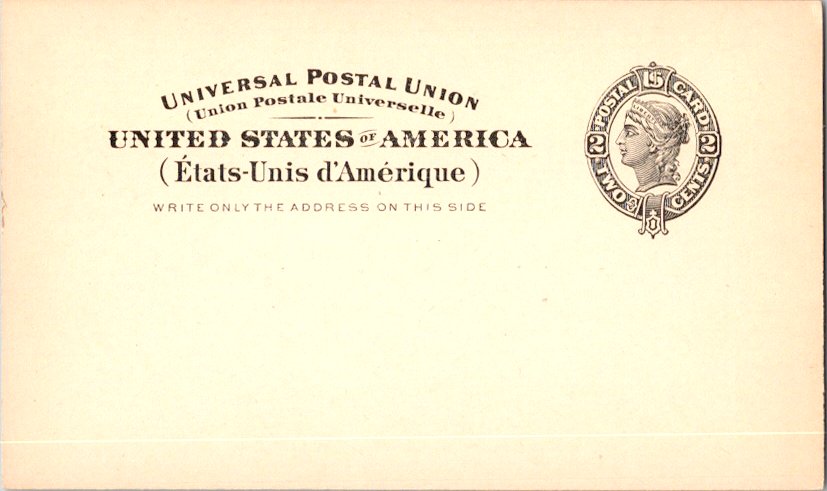 UNIVERSAL POSTAL UNION
(Union Postale Universelle)
UNITED STATES OF AMERICA
(États-Unis d'Amérique)
WRITE ONLY THE ADDRESS ON THIS SIDE
POSTAL US CARD
2 2
TWO CENTS